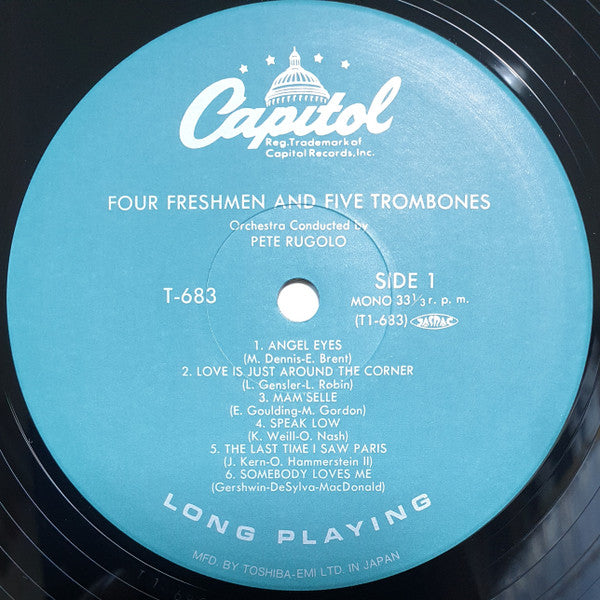 Capitol
Reg. Trademark of
Capitol Records, Inc.
FOUR FRESHMEN AND FIVE TROMBONES
Orchestra Conducted by
PETE RUGOLO
T-683
SIDE 1
MONO 33 1/3 r. p. m.
(T1-683) JASRAC
1. ANGEL EYES
(M. Dennis-E. Brent)
2. LOVE IS JUST AROUND THE CORNER
(L. Gensler-L. Robin)
3. MAM'SELLE
(E. Goulding-M. Gordon)
4. SPEAK LOW
(K. Weill-O. Nash)
5. THE LAST TIME I SAW PARIS
(J. Kern-O. Hammerstein II)
6. SOMEBODY LOVES ME
(Gershwin-DeSylva-MacDonald)
LONG PLAYING
MFD. BY TOSHIBA-EMI LTD. IN JAPAN